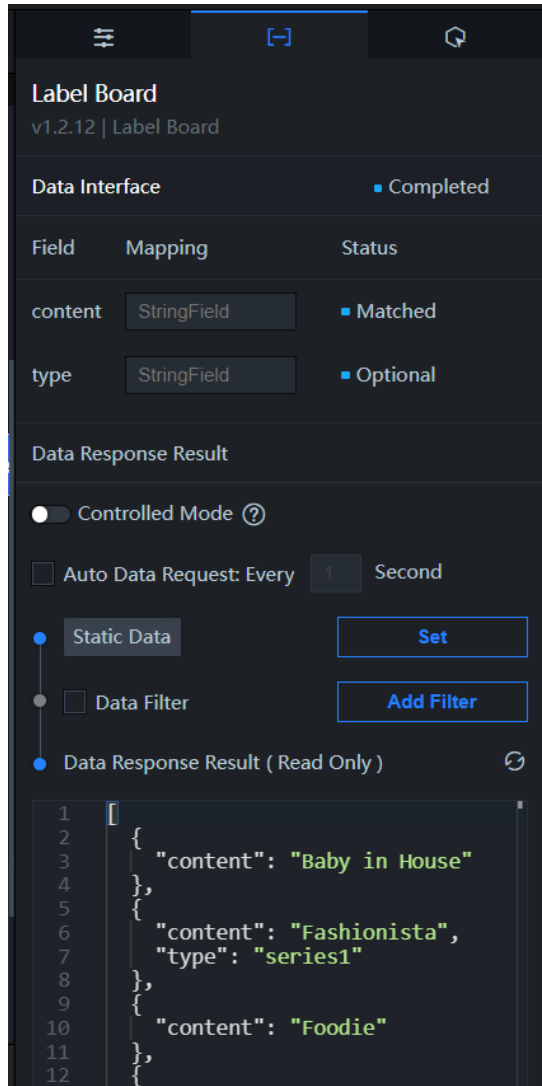 Label Board
v1.2.12 | Label Board
Data Interface Completed
Field Mapping Status
content StringField Matched
type StringField Optional
Data Response Result
Controlled Mode ?
Auto Data Request: Every 1 Second
Static Data Set
Data Filter Add Filter
Data Response Result ( Read Only )
1 [
2 {
3 "content": "Baby in House"
4 },
5 {
6 "content": "Fashionista",
7 "type": "series1"
8 },
9 {
10 "content": "Foodie"
11 },
12 {